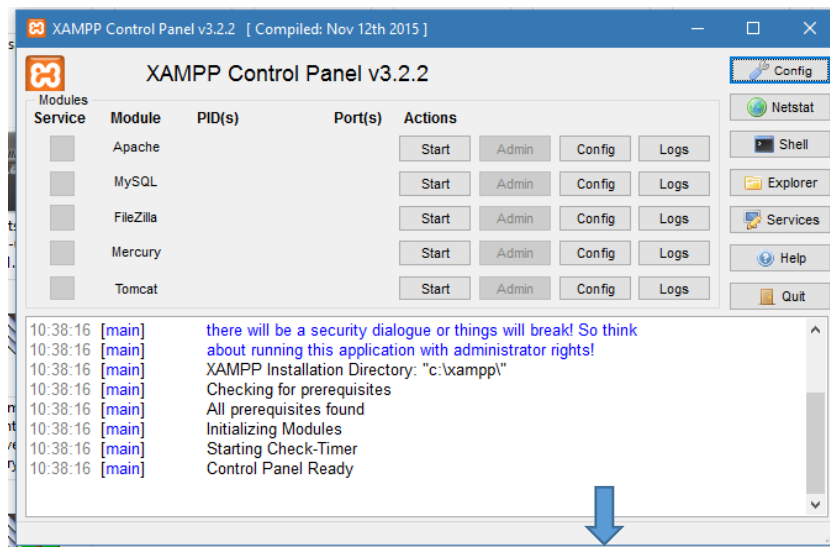 XAMPP Control Panel v3.2.2 [ Compiled: Nov 12th 2015 ]
XAMPP Control Panel v3.2.2
Config
Modules
Service Module PID(s) Port(s) Actions
Netstat
Apache Start Admin Config Logs
Shell
MySQL Start Admin Config Logs
Explorer
FileZilla Start Admin Config Logs
Services
Mercury Start Admin Config Logs
Help
Tomcat Start Admin Config Logs
Quit
10:38:16 [main] there will be a security dialogue or things will break! So think
10:38:16 [main] about running this application with administrator rights!
10:38:16 [main] XAMPP Installation Directory: "c:\xampp\"
10:38:16 [main] Checking for prerequisites
10:38:16 [main] All prerequisites found
10:38:16 [main] Initializing Modules
10:38:16 [main] Starting Check-Timer
10:38:16 [main] Control Panel Ready